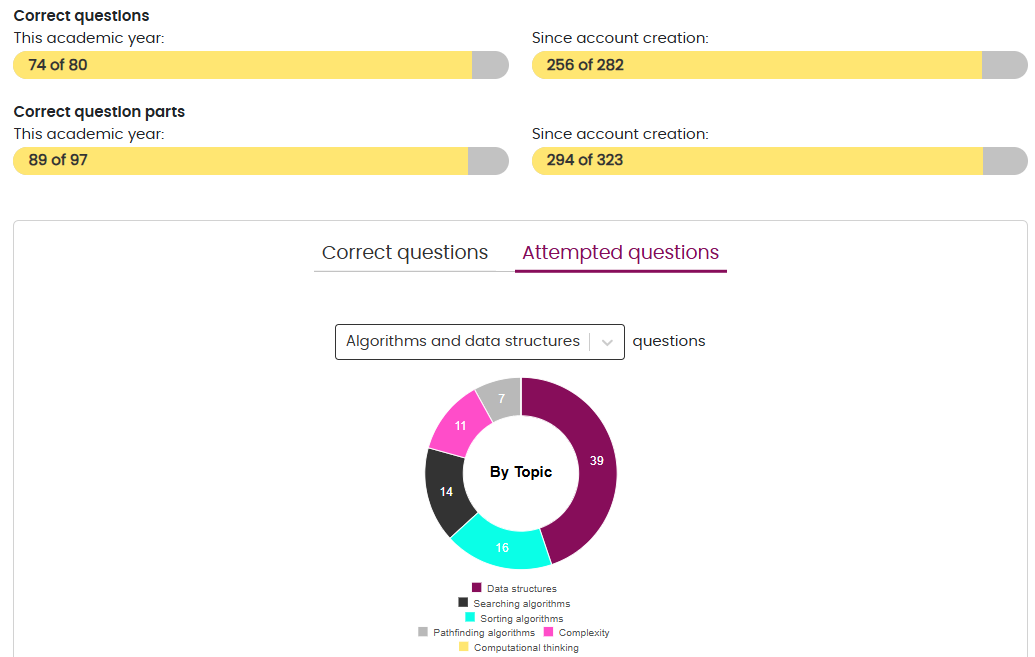 Correct questions
This academic year:
74 of 80
Since account creation:
256 of 282
Correct question parts
This academic year:
89 of 97
Since account creation:
294 of 323
Correct questions
Attempted questions
Algorithms and data structures questions
7
11
39
By Topic
14
16
Data structures
Searching algorithms
Sorting algorithms
Pathfinding algorithms Complexity
Computational thinking